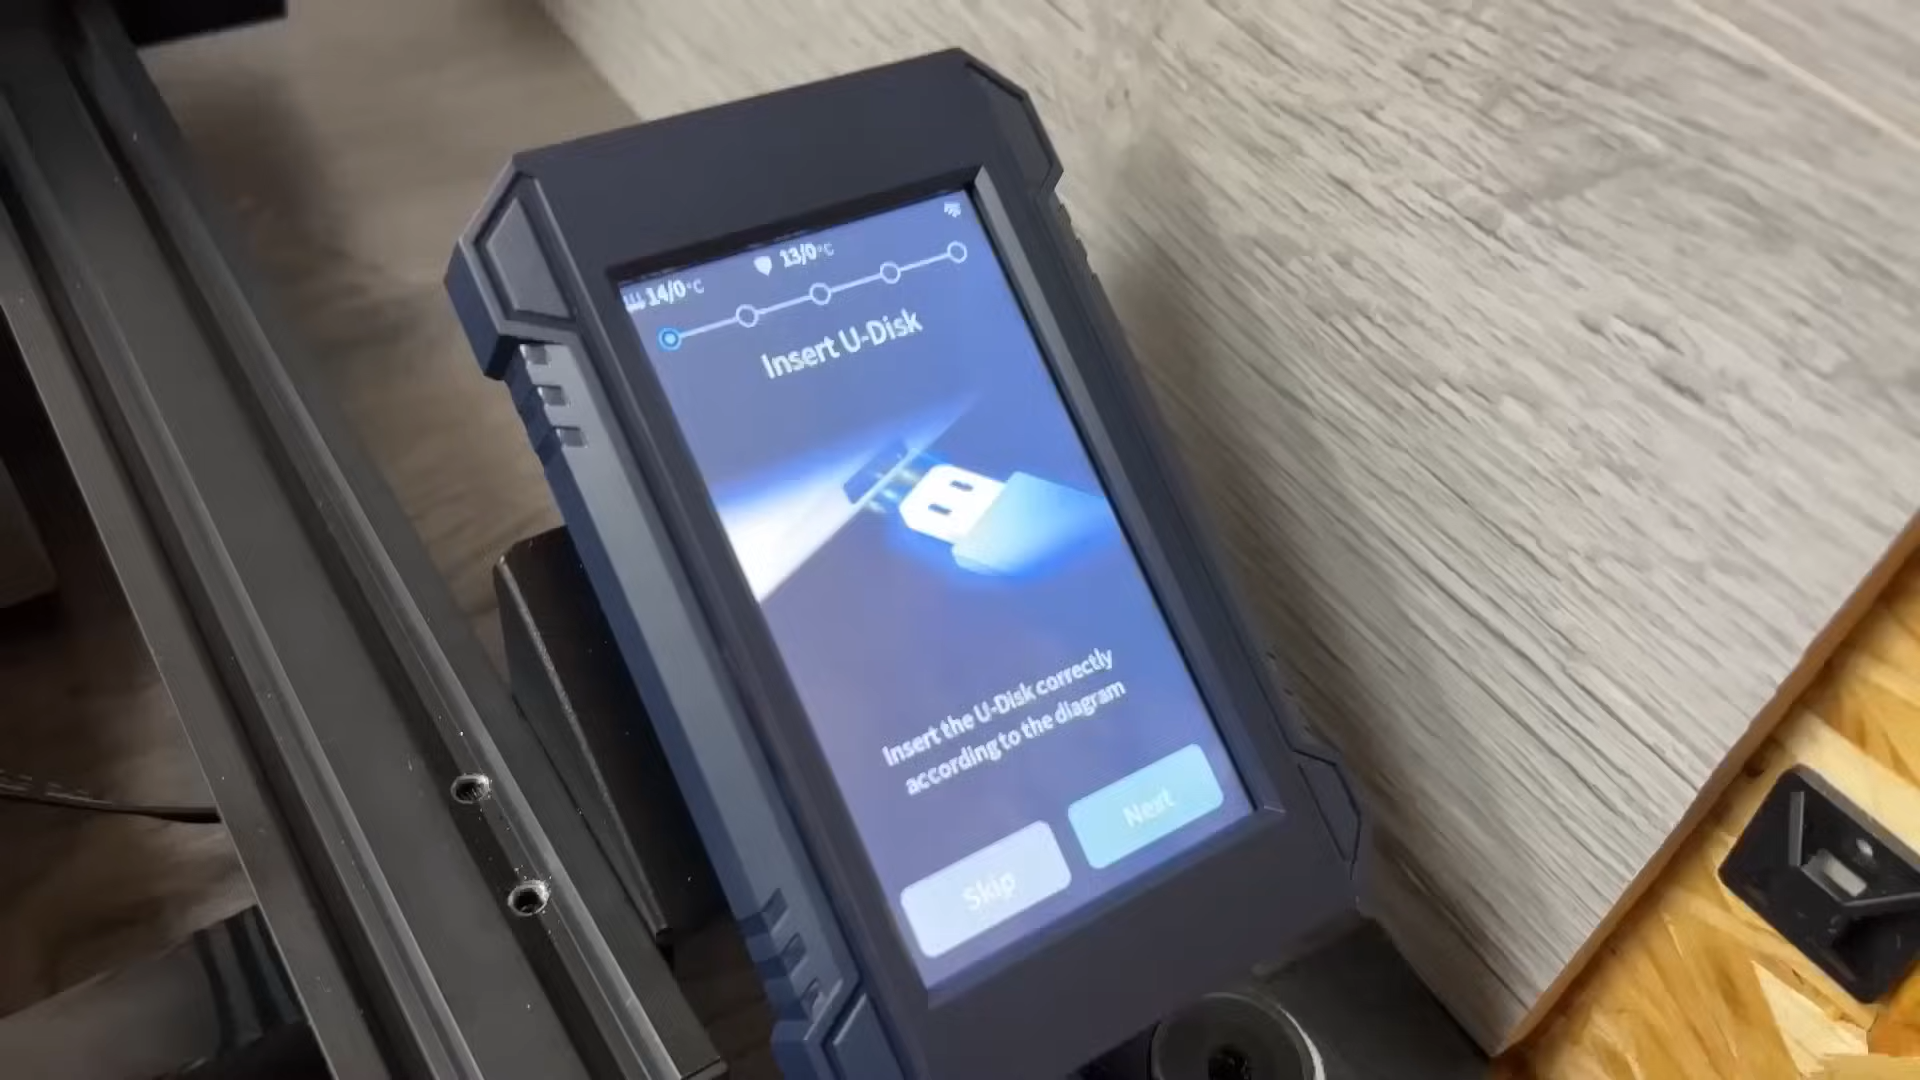 14/0°C
13/0°C
Insert U-Disk
Insert the U-Disk correctly
according to the diagram
Skip
Next